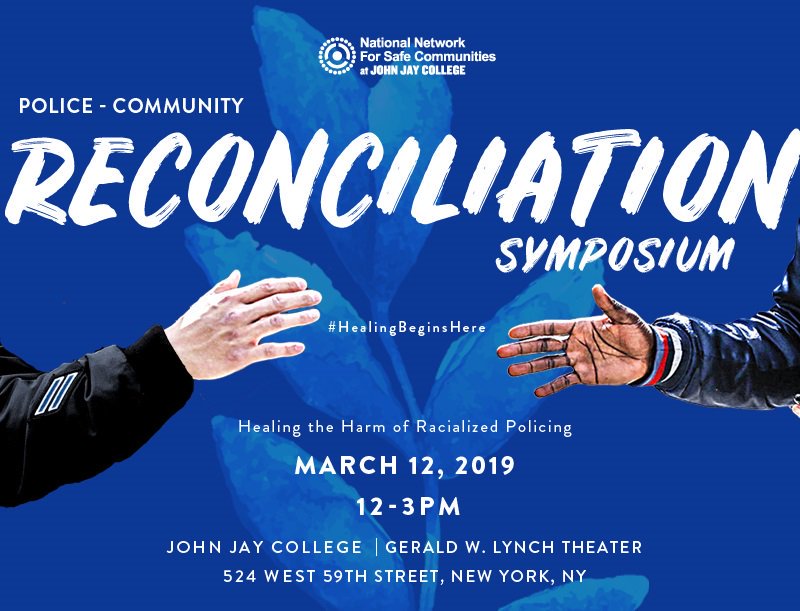 National Network
For Safe Communities
at JOHN JAY COLLEGE
POLICE - COMMUNITY
RECONCILIATION
SYMPOSIUM
#HealingBeginsHere
Healing the Harm of Racialized Policing
MARCH 12, 2019
12-3PM
JOHN JAY COLLEGE | GERALD W. LYNCH THEATER
524 WEST 59TH STREET, NEW YORK, NY